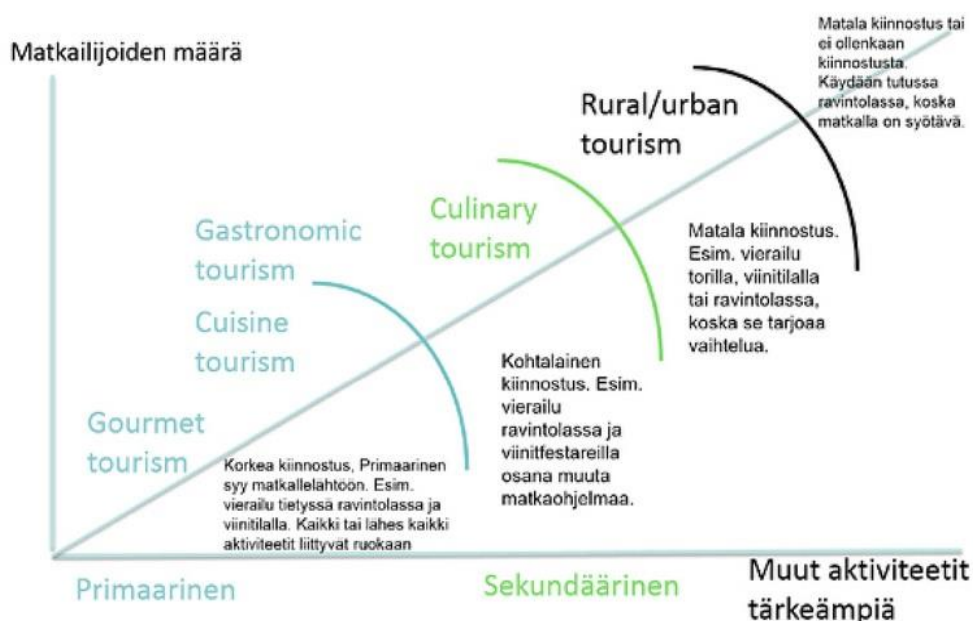 Matkailijoiden määrä
Matala kiinnostus tai
ei ollenkaan
kiinnostusta.
Käydään tutussa
ravintolassa, koska
matkalla on syötävä.
Rural/urban
tourism
Culinary
tourism
Gastronomic
tourism
Cuisine
tourism
Gourmet
tourism
Matala kiinnostus.
Esim. vierailu
torilla, viinitilalla
tai ravintolassa,
koska se tarjoaa
vaihtelua.
Kohtalainen
kiinnostus. Esim.
vierailu
ravintolassa ja
viinitfestareilla
osana muuta
matkaohjelmaa.
Korkea kiinnostus, Primaarinen
syy matkallelähtöön. Esim.
vierailu tietyssä ravintolassa ja
viinitilalla. Kaikki tai lähes kaikki
aktiviteetit liittyvät ruokaan
Primaarinen
Sekundäärinen
Muut aktiviteetit
tärkeämpiä